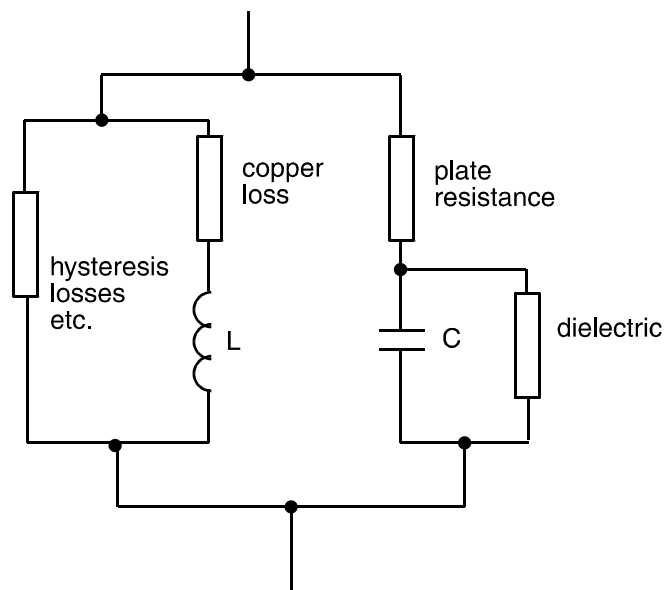 copper
loss
plate
resistance
hysteresis
losses
etc.
L
C
dielectric